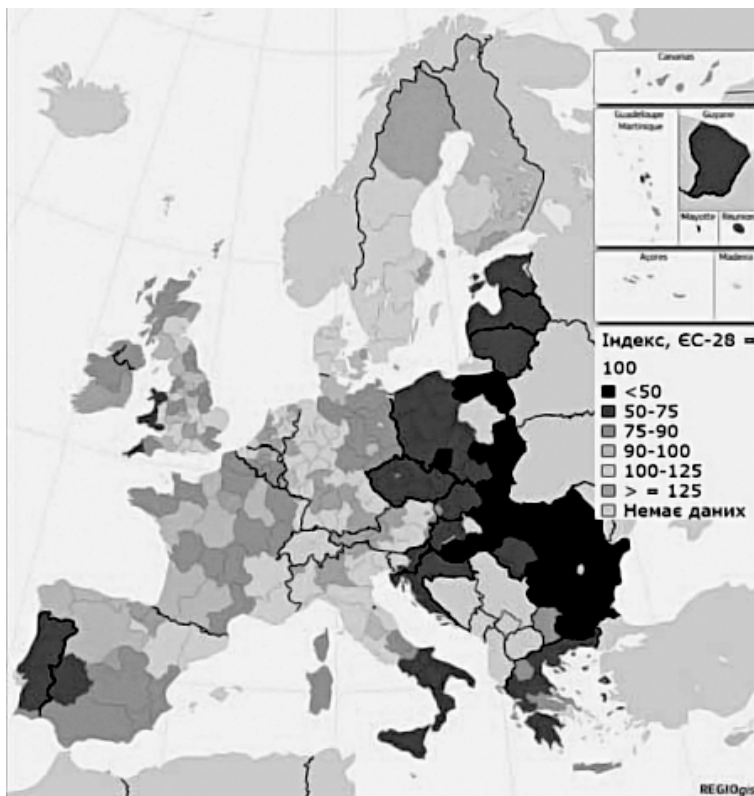 Canarias
Guadeloupe
Martinique
Guyane
Mayotte
Réunion
Açores
Madeira
Індекс, ЄС-28 =
100
<50
50-75
75-90
90-100
100-125
> = 125
Немає даних